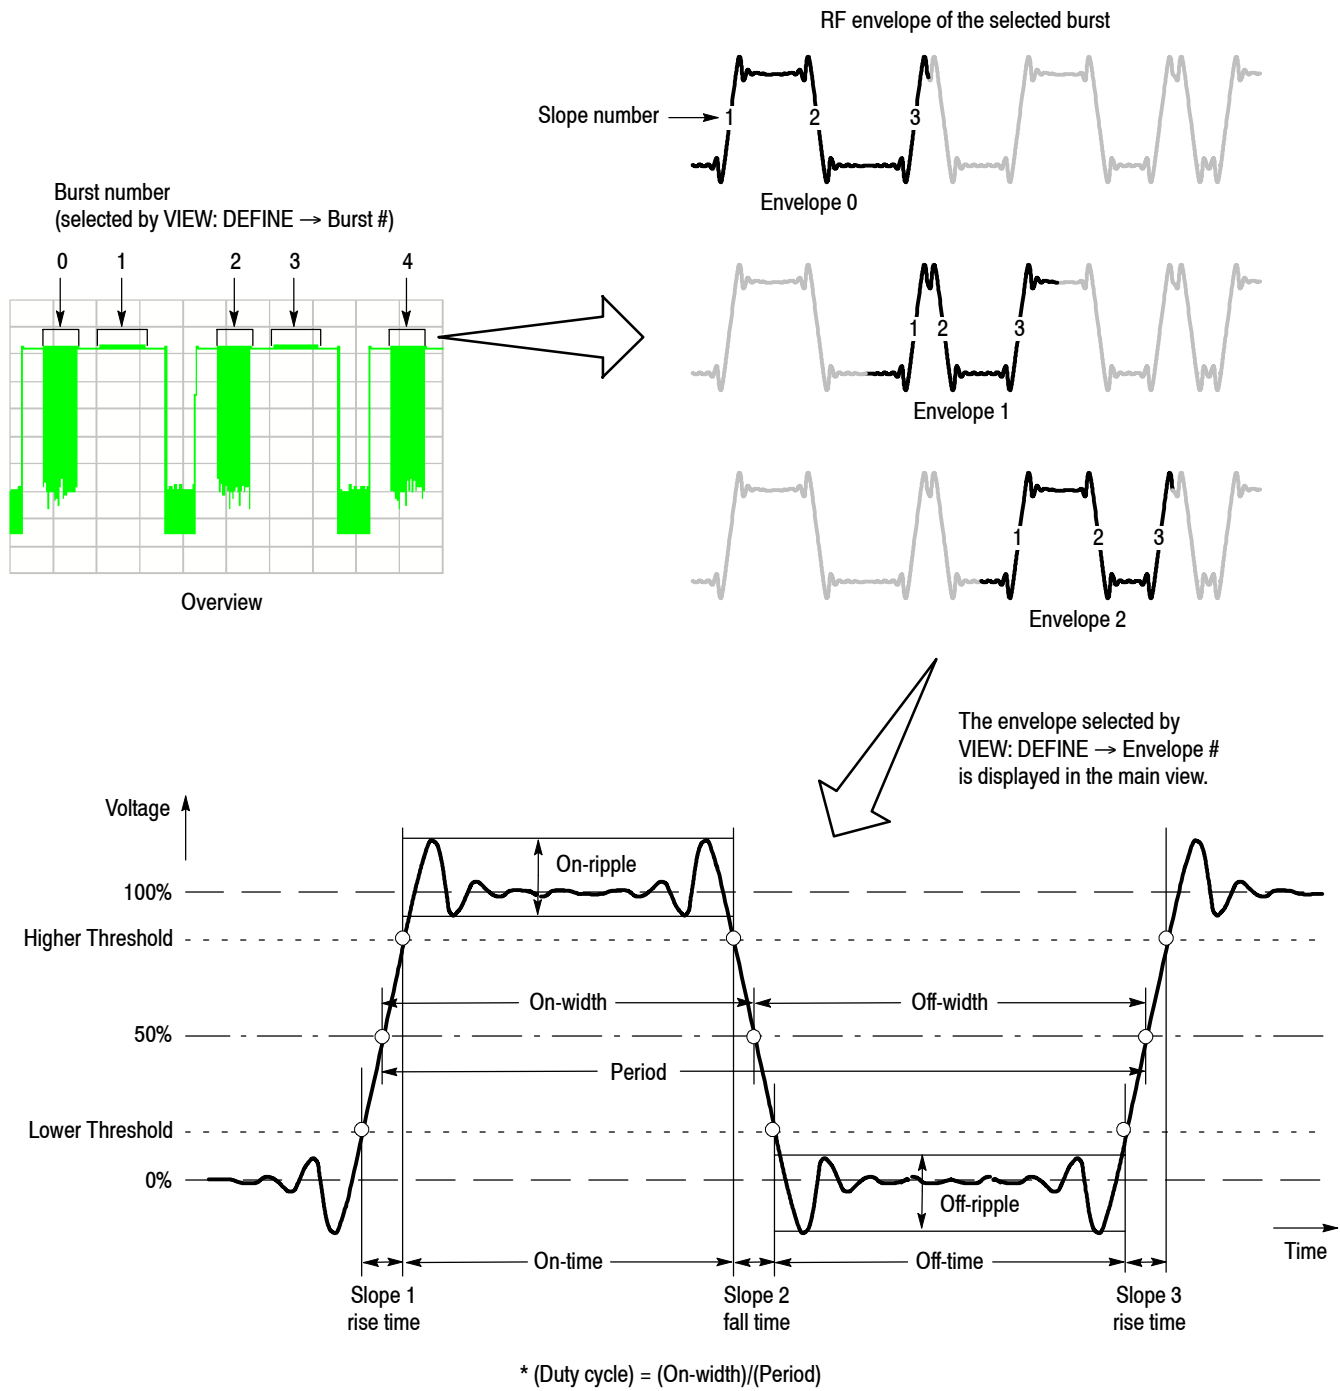 RF envelope of the selected burst
Slope number
1 2 3
Envelope 0
Burst number
(selected by VIEW: DEFINE → Burst #)
0 1 2 3 4
1 2 3
Envelope 1
Overview
1 2 3
Envelope 2
The envelope selected by
VIEW: DEFINE → Envelope #
is displayed in the main view.
Voltage
On-ripple
100%
Higher Threshold
On-width Off-width
50%
Period
Lower Threshold
0%
Off-ripple
Time
On-time Off-time
Slope 1 Slope 2 Slope 3
rise time fall time rise time
* (Duty cycle) = (On-width)/(Period)